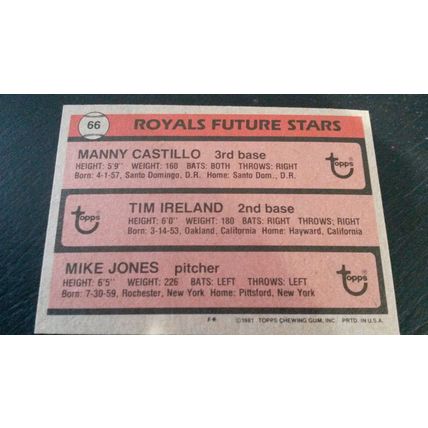 66 ROYALS FUTURE STARS
MANNY CASTILLO 3rd base
HEIGHT: 5'9" WEIGHT: 160 BATS: BOTH THROWS: RIGHT
Born: 4-1-57, Santo Domingo, D.R. Home: Santo Dom., D.R.
Topps
TIM IRELAND 2nd base
HEIGHT: 6'0" WEIGHT: 180 BATS: RIGHT THROWS: RIGHT
Born: 3-14-53, Oakland, California Home: Hayward, California
Topps
MIKE JONES pitcher
HEIGHT: 6'5" WEIGHT: 226 BATS: LEFT THROWS: LEFT
Born: 7-30-59, Rochester, New York Home: Pittsford, New York
Topps
F* ©1981 TOPPS CHEWING GUM, INC. PRTD. IN U.S.A.